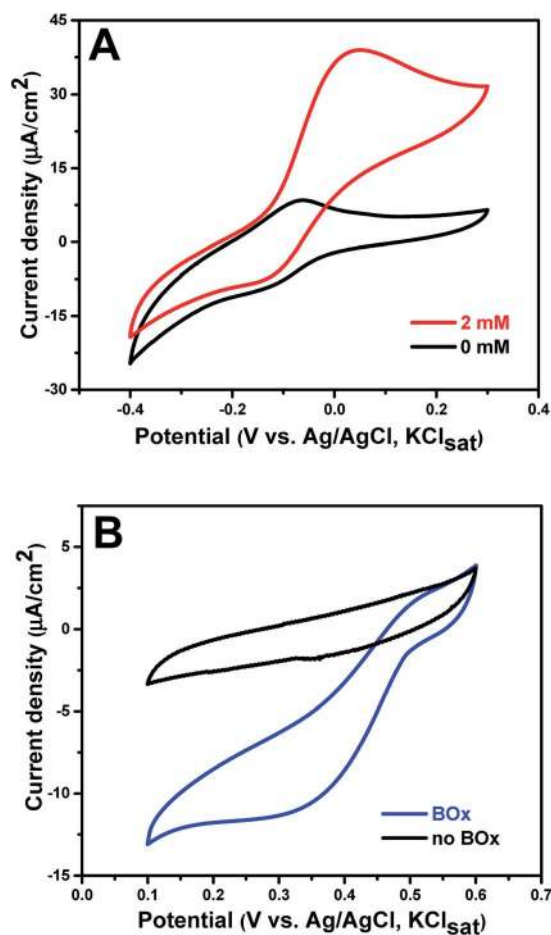 A
Current density (μA/cm²)
45
30
15
0
-15
-30
2 mM
0 mM
-0.4 -0.2 0.0 0.2 0.4
Potential (V vs. Ag/AgCl, KClsat)
B
Current density (μA/cm²)
5
0
-5
-10
-15
BOx
no BOx
0.0 0.1 0.2 0.3 0.4 0.5 0.6 0.7
Potential (V vs. Ag/AgCl, KClsat)